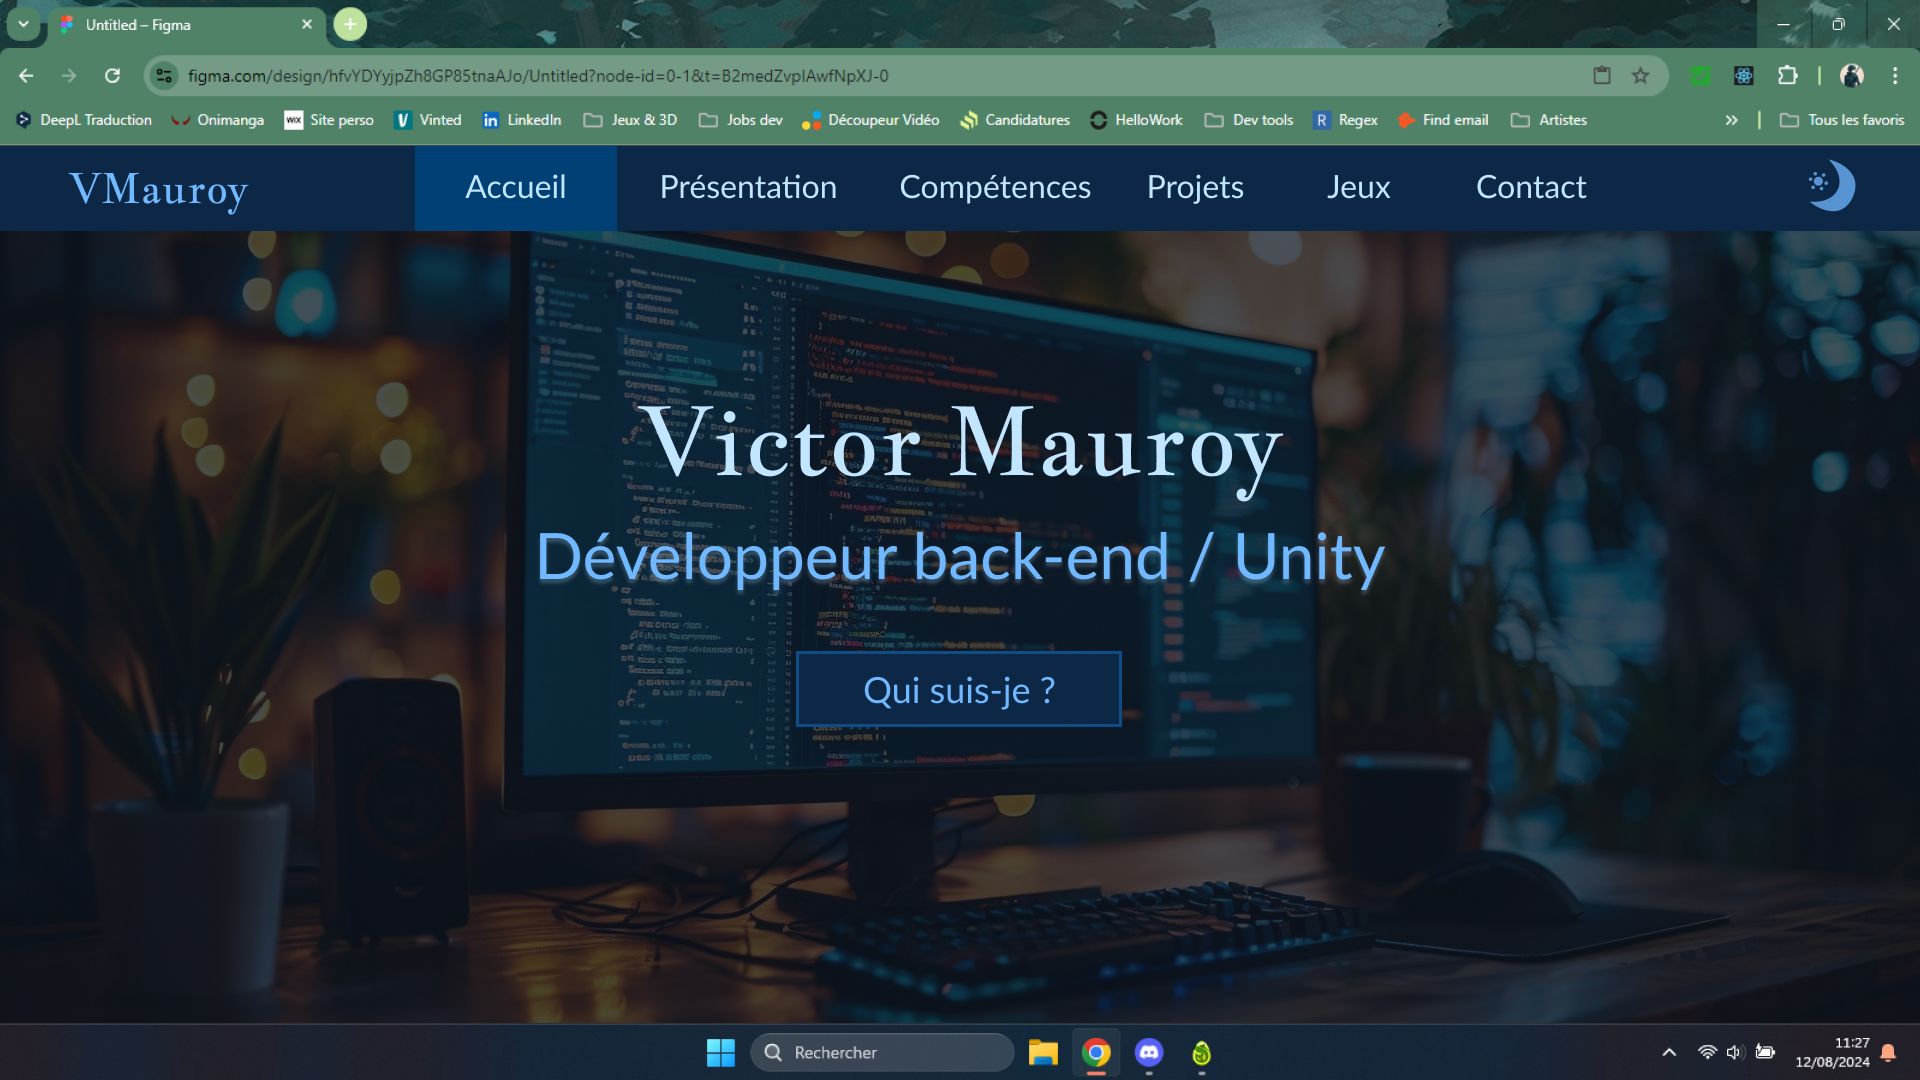 Untitled – Figma
figma.com/design/hfvYDYyjpZh8GP85tnaAJo/Untitled?node-id=0-1&t=B2medZvpIAwfNpXJ-0
DeepL Traduction Onimanga WIX Site perso Vinted LinkedIn Jeux & 3D Jobs dev Découpeur Vidéo Candidatures HelloWork Dev tools R Regex Find email Artistes » Tous les favoris
VMauroy Accueil Présentation Compétences Projets Jeux Contact
Victor Mauroy
Développeur back-end / Unity
Qui suis-je ?
Rechercher
11:27
12/08/2024